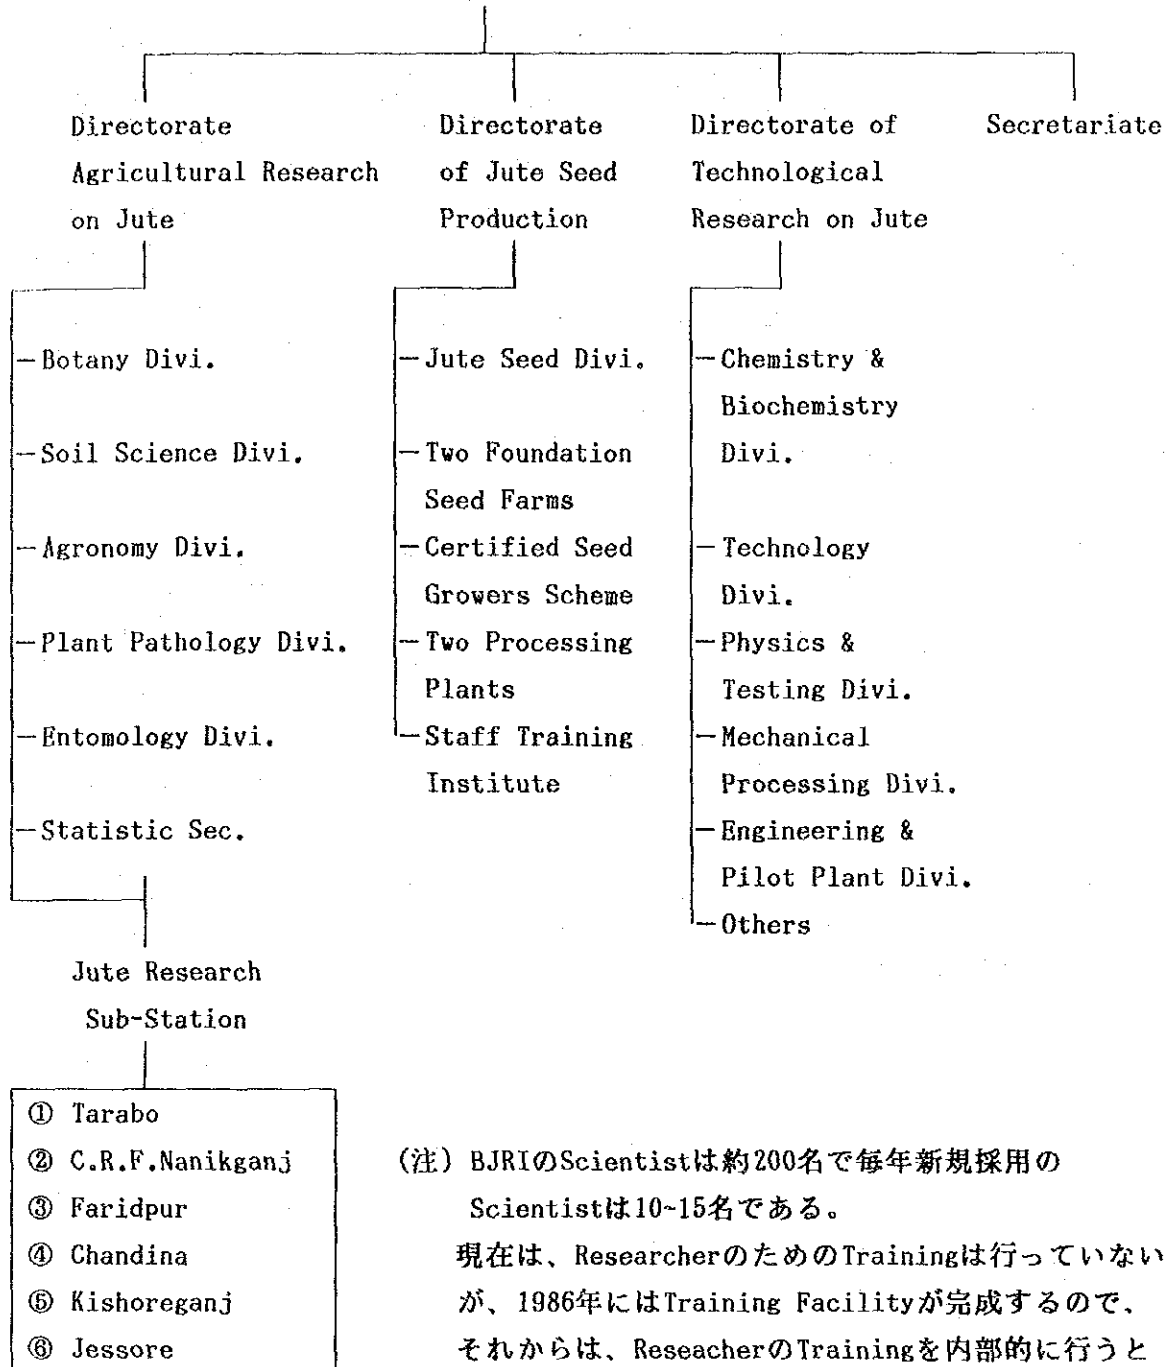 Directorate
Agricultural Research
on Jute
Directorate
of Jute Seed
Production
Directorate of
Technological
Research on Jute
Secretariate
Botany Divi.
Soil Science Divi.
Agronomy Divi.
Plant Pathology Divi.
Entomology Divi.
Statistic Sec.
Jute Seed Divi.
Two Foundation
Seed Farms
Certified Seed
Growers Scheme
Two Processing
Plants
Staff Training
Institute
Chemistry &
Biochemistry
Divi.
Technology
Divi.
Physics &
Testing Divi.
Mechanical
Processing Divi.
Engineering &
Pilot Plant Divi.
Others
Jute Research
Sub-Station
① Tarabo
② C.R.F.Nanikganj
③ Faridpur
④ Chandina
⑤ Kishoreganj
⑥ Jessore
(注) BJRIのScientistは約200名で毎年新規採用の
Scientistは10~15名である。
現在は、ResearcherのためのTrainingは行っていない
が、1986年にはTraining Facilityが完成するので、
それからは、ReseacherのTrainingを内部的に行うと